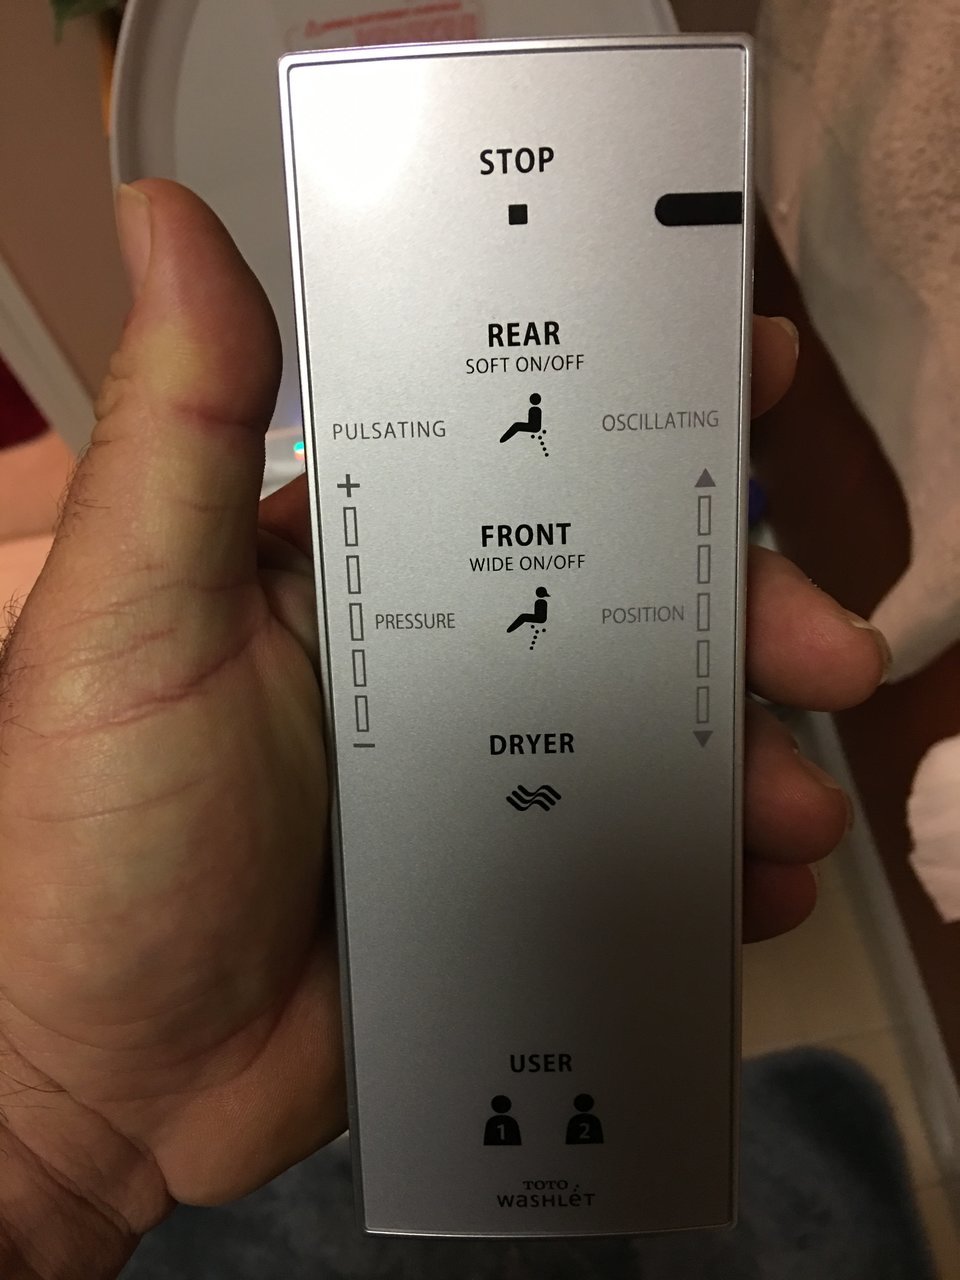 STOP
REAR
SOFT ON/OFF
PULSATING
OSCILLATING
+
FRONT
WIDE ON/OFF
PRESSURE
POSITION
DRYER
−
USER
1 2
TOTO
WASHLET